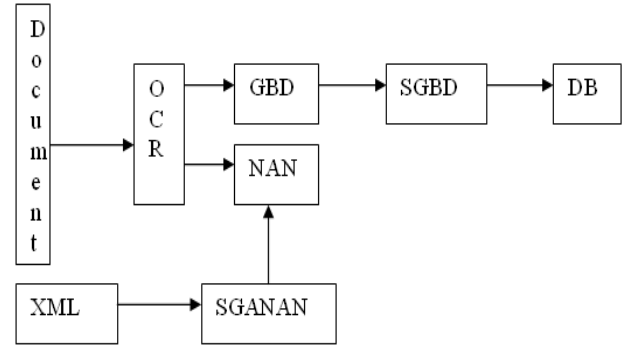 Document
OCR
GBD
SGBD
DB
NAN
XML
SGANAN